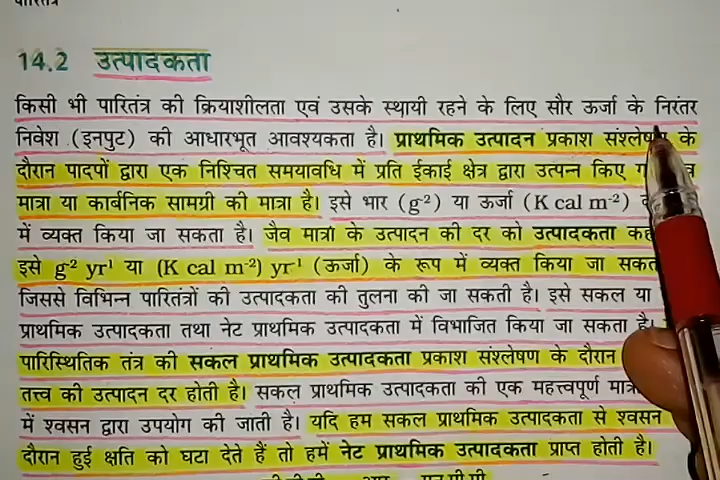 पारितंत्र
14.2 उत्पादकता
किसी भी पारितंत्र की क्रियाशीलता एवं उसके स्थायी रहने के लिए सौर ऊर्जा के निरंतर
निवेश (इनपुट) की आधारभूत आवश्यकता है। प्राथमिक उत्पादन प्रकाश संश्लेषण के
दौरान पादपों द्वारा एक निश्चित समयावधि में प्रति ईकाई क्षेत्र द्वारा उत्पन्न किए
मात्रा या कार्बनिक सामग्री की मात्रा है। इसे भार (g⁻²) या ऊर्जा (K cal m⁻²)
में व्यक्त किया जा सकता है। जैव मात्रा के उत्पादन की दर को उत्पादकता
इसे g⁻² yr¹ या (K cal m⁻²) yr¹ (ऊर्जा) के रूप में व्यक्त किया जा
जिससे विभिन्न पारितंत्रों की उत्पादकता की तुलना की जा सकती है। इसे सकल या
प्राथमिक उत्पादकता तथा नेट प्राथमिक उत्पादकता में विभाजित किया जा सकता है।
पारिस्थितिक तंत्र की सकल प्राथमिक उत्पादकता प्रकाश संश्लेषण के दौरान
तत्त्व की उत्पादन दर होती है। सकल प्राथमिक उत्पादकता की एक महत्त्वपूर्ण
में श्वसन द्वारा उपयोग की जाती है। यदि हम सकल प्राथमिक उत्पादकता से श्वसन
दौरान हुई क्षति को घटा देते हैं तो हमें नेट प्राथमिक उत्पादकता प्राप्त होती है।